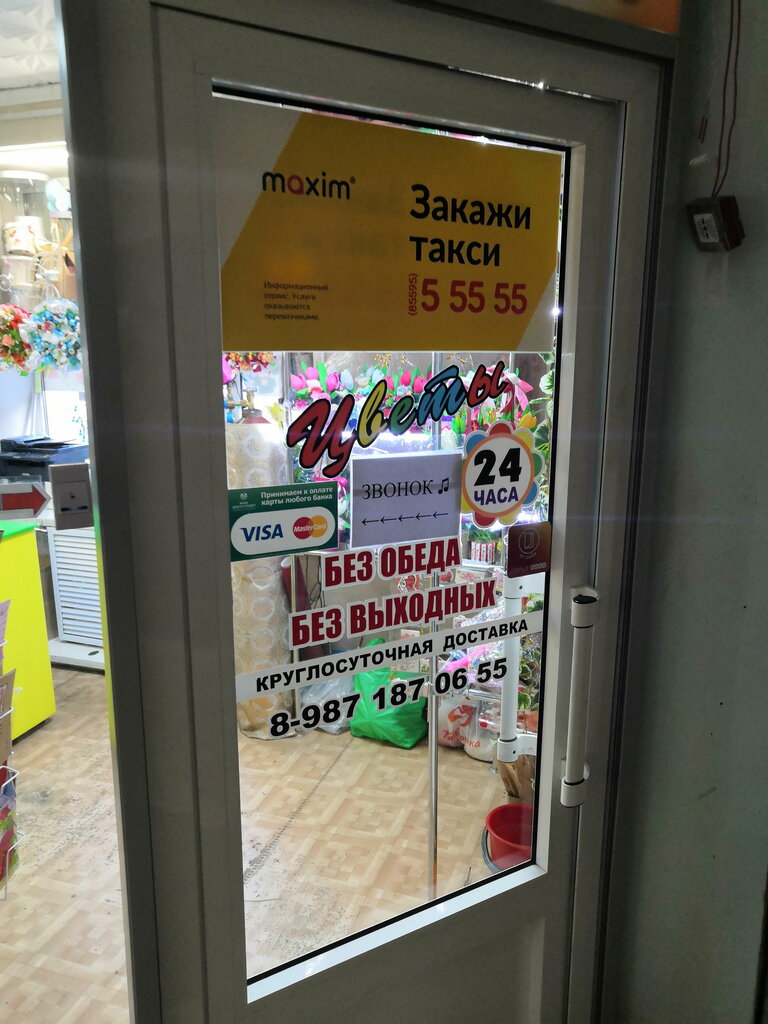 maxim®
Закажи
такси
(85595)
5 55 55
Информационный
сервис. Услуги
оказываются
перевозчиками.
Цветы
24
ЧАСА
Принимаем к оплате
карты любого банка
VISA MasterCard
ЗВОНОК ♫
←←←←←
БЕЗ ОБЕДА
БЕЗ ВЫХОДНЫХ
КРУГЛОСУТОЧНАЯ ДОСТАВКА
8-987 187 06 55